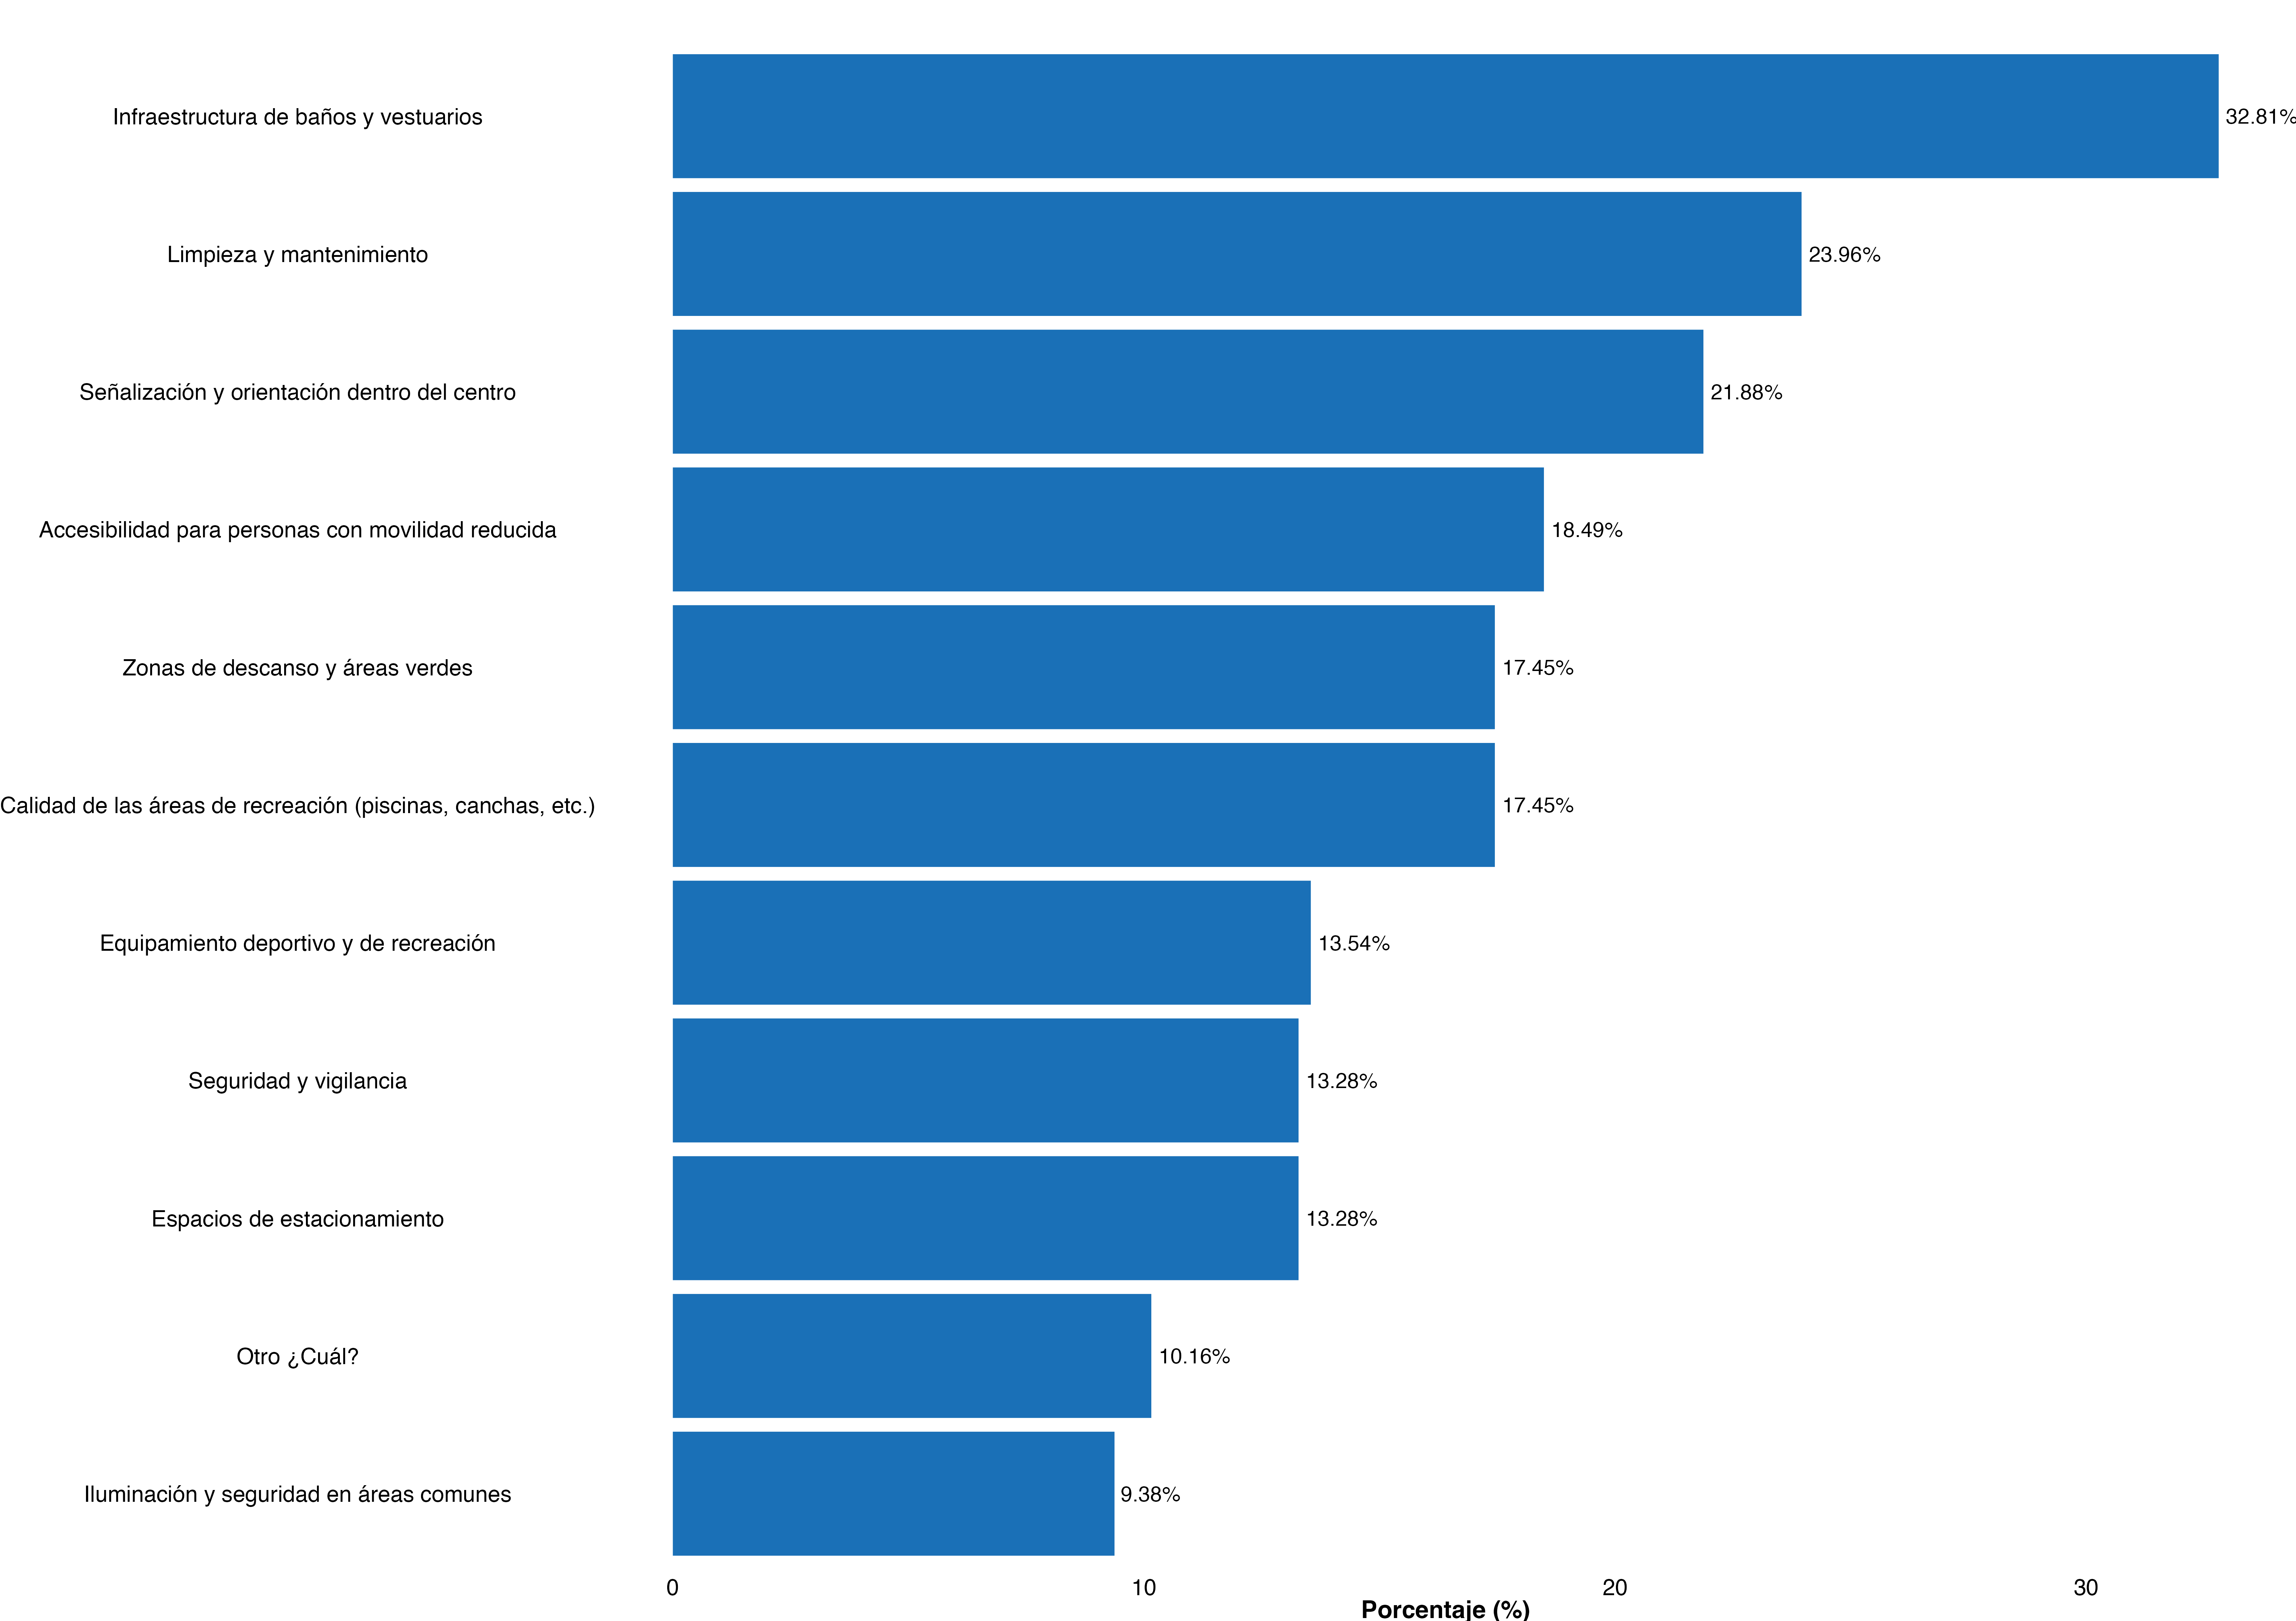 Infraestructura de baños y vestuarios
32.81%
Limpieza y mantenimiento
23.96%
Señalización y orientación dentro del centro
21.88%
Accesibilidad para personas con movilidad reducida
18.49%
Zonas de descanso y áreas verdes
17.45%
Calidad de las áreas de recreación (piscinas, canchas, etc.)
17.45%
Equipamiento deportivo y de recreación
13.54%
Seguridad y vigilancia
13.28%
Espacios de estacionamiento
13.28%
Otro ¿Cuál?
10.16%
Iluminación y seguridad en áreas comunes
9.38%
0 10 20 30
Porcentaje (%)